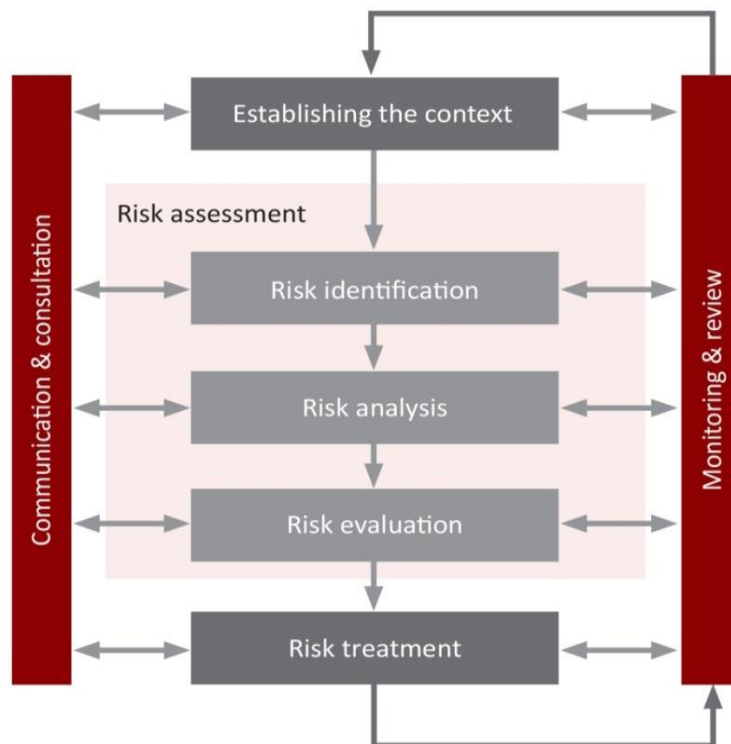 Establishing the context
Risk assessment
Risk identification
Risk analysis
Risk evaluation
Risk treatment
Communication & consultation
Monitoring & review